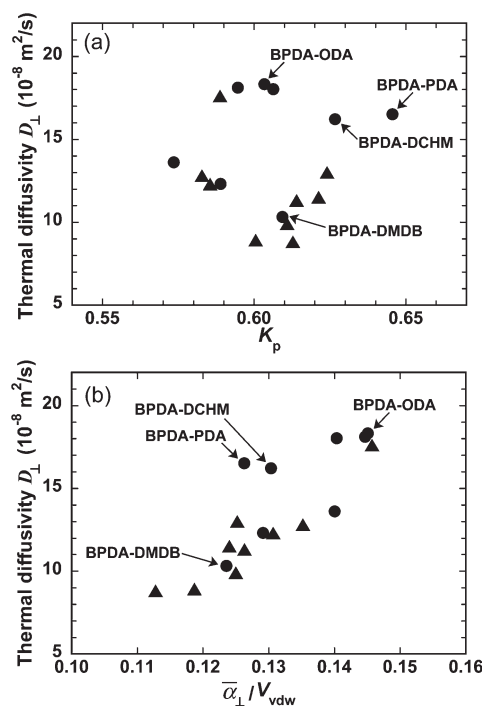 (a)
BPDA-ODA
BPDA-PDA
BPDA-DCHM
BPDA-DMDB
Thermal diffusivity D⊥ (10⁻⁸ m²/s)
20
15
10
5
0.55
0.60
0.65
Kₚ
(b)
BPDA-DCHM
BPDA-ODA
BPDA-PDA
BPDA-DMDB
Thermal diffusivity D⊥ (10⁻⁸ m²/s)
20
15
10
5
0.10
0.11
0.12
0.13
0.14
0.15
0.16
α̅⊥/Vvdw